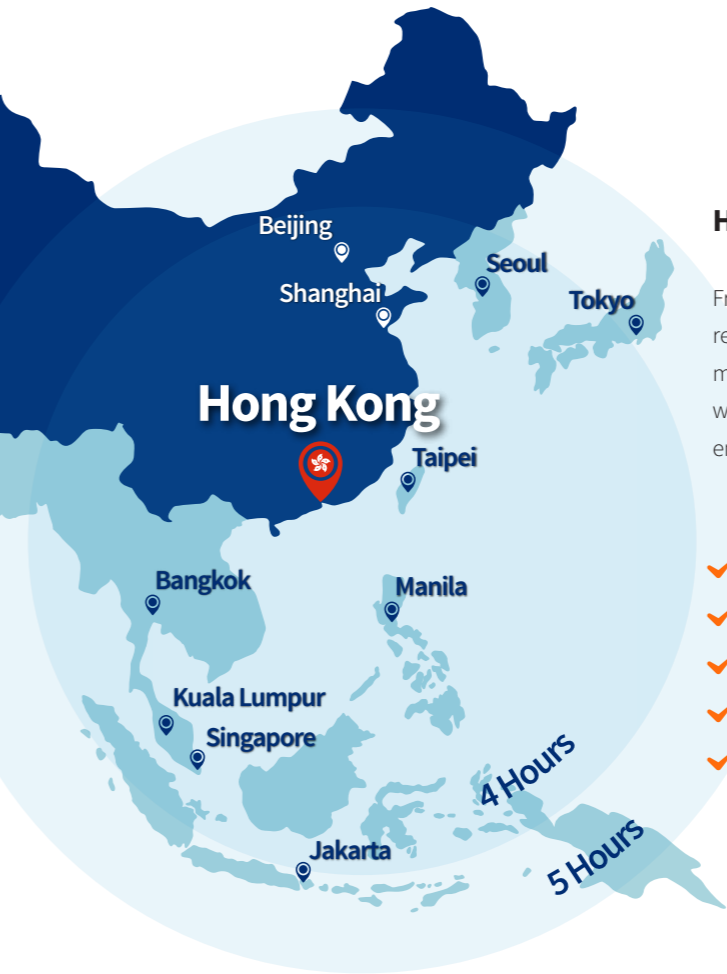 Beijing
Seoul
Shanghai
Tokyo
Hong Kong
Taipei
Bangkok
Manila
Kuala Lumpur
Singapore
4 Hours
Jakarta
5 Hours